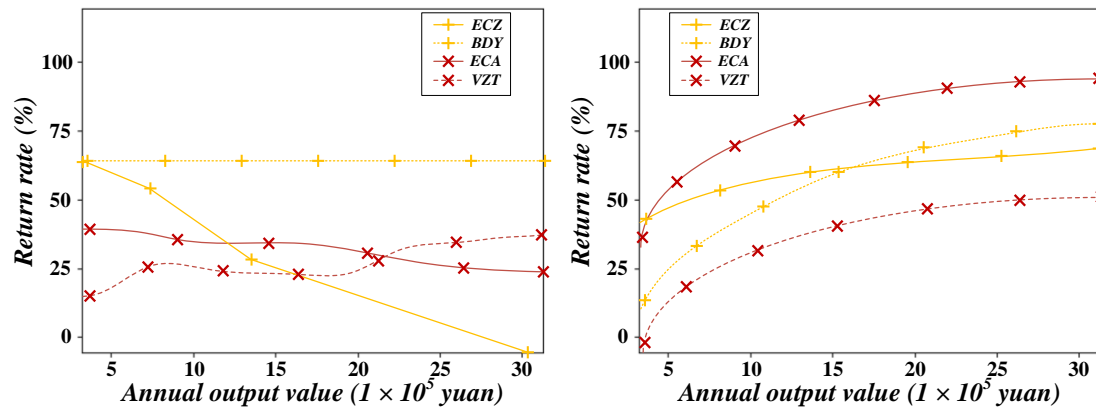 ECZ
BDY
ECA
VZT
Return rate (%)
100
75
50
25
0
5 10 15 20 25 30
Annual output value (1 × 10⁵ yuan)
ECZ
BDY
ECA
VZT
Return rate (%)
100
75
50
25
0
5 10 15 20 25 30
Annual output value (1 × 10⁵ yuan)